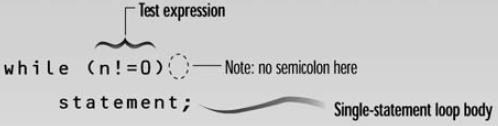 Test expression
while (n!=0) Note: no semicolon here
statement; Single-statement loop body